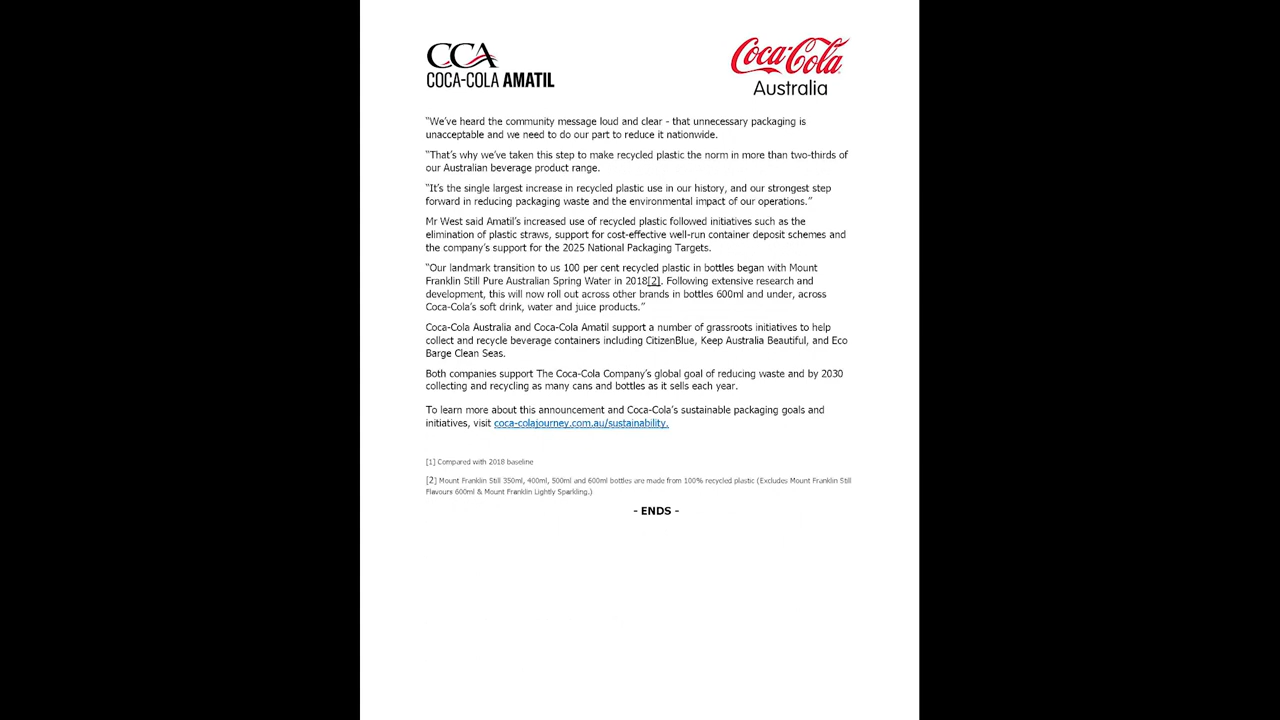 CCA
COCA-COLA AMATIL
Coca-Cola
Australia
“We’ve heard the community message loud and clear - that unnecessary packaging is
unacceptable and we need to do our part to reduce it nationwide.
“That’s why we’ve taken this step to make recycled plastic the norm in more than two-thirds of
our Australian beverage product range.
“It’s the single largest increase in recycled plastic use in our history, and our strongest step
forward in reducing packaging waste and the environmental impact of our operations.”
Mr West said Amatil’s increased use of recycled plastic followed initiatives such as the
elimination of plastic straws, support for cost-effective well-run container deposit schemes and
the company’s support for the 2025 National Packaging Targets.
“Our landmark transition to us 100 per cent recycled plastic in bottles began with Mount
Franklin Still Pure Australian Spring Water in 2018[2]. Following extensive research and
development, this will now roll out across other brands in bottles 600ml and under, across
Coca-Cola’s soft drink, water and juice products.”
Coca-Cola Australia and Coca-Cola Amatil support a number of grassroots initiatives to help
collect and recycle beverage containers including CitizenBlue, Keep Australia Beautiful, and Eco
Barge Clean Seas.
Both companies support The Coca-Cola Company’s global goal of reducing waste and by 2030
collecting and recycling as many cans and bottles as it sells each year.
To learn more about this announcement and Coca-Cola’s sustainable packaging goals and
initiatives, visit coca-colajourney.com.au/sustainability.
[1] Compared with 2018 baseline
[2] Mount Franklin Still 350ml, 400ml, 500ml and 600ml bottles are made from 100% recycled plastic (Excludes Mount Franklin Still
Flavours 600ml & Mount Franklin Lightly Sparkling.)
- ENDS -